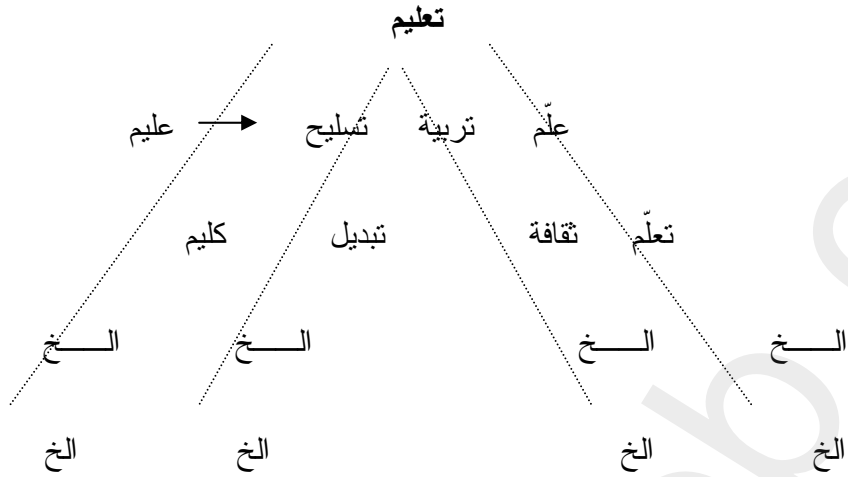 تعليم
علّم تربية تسليح عليم
تعلّم ثقافة تبديل كليم
الـــخ الـــخ الـــخ الـــخ
الخ الخ الخ الخ